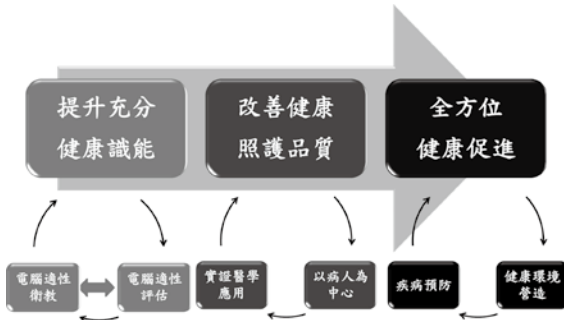 提升充分
健康識能
改善健康
照護品質
全方位
健康促進
電腦適性
衛教
電腦適性
評估
實證醫學
應用
以病人為
中心
疾病預防
健康環境
營造